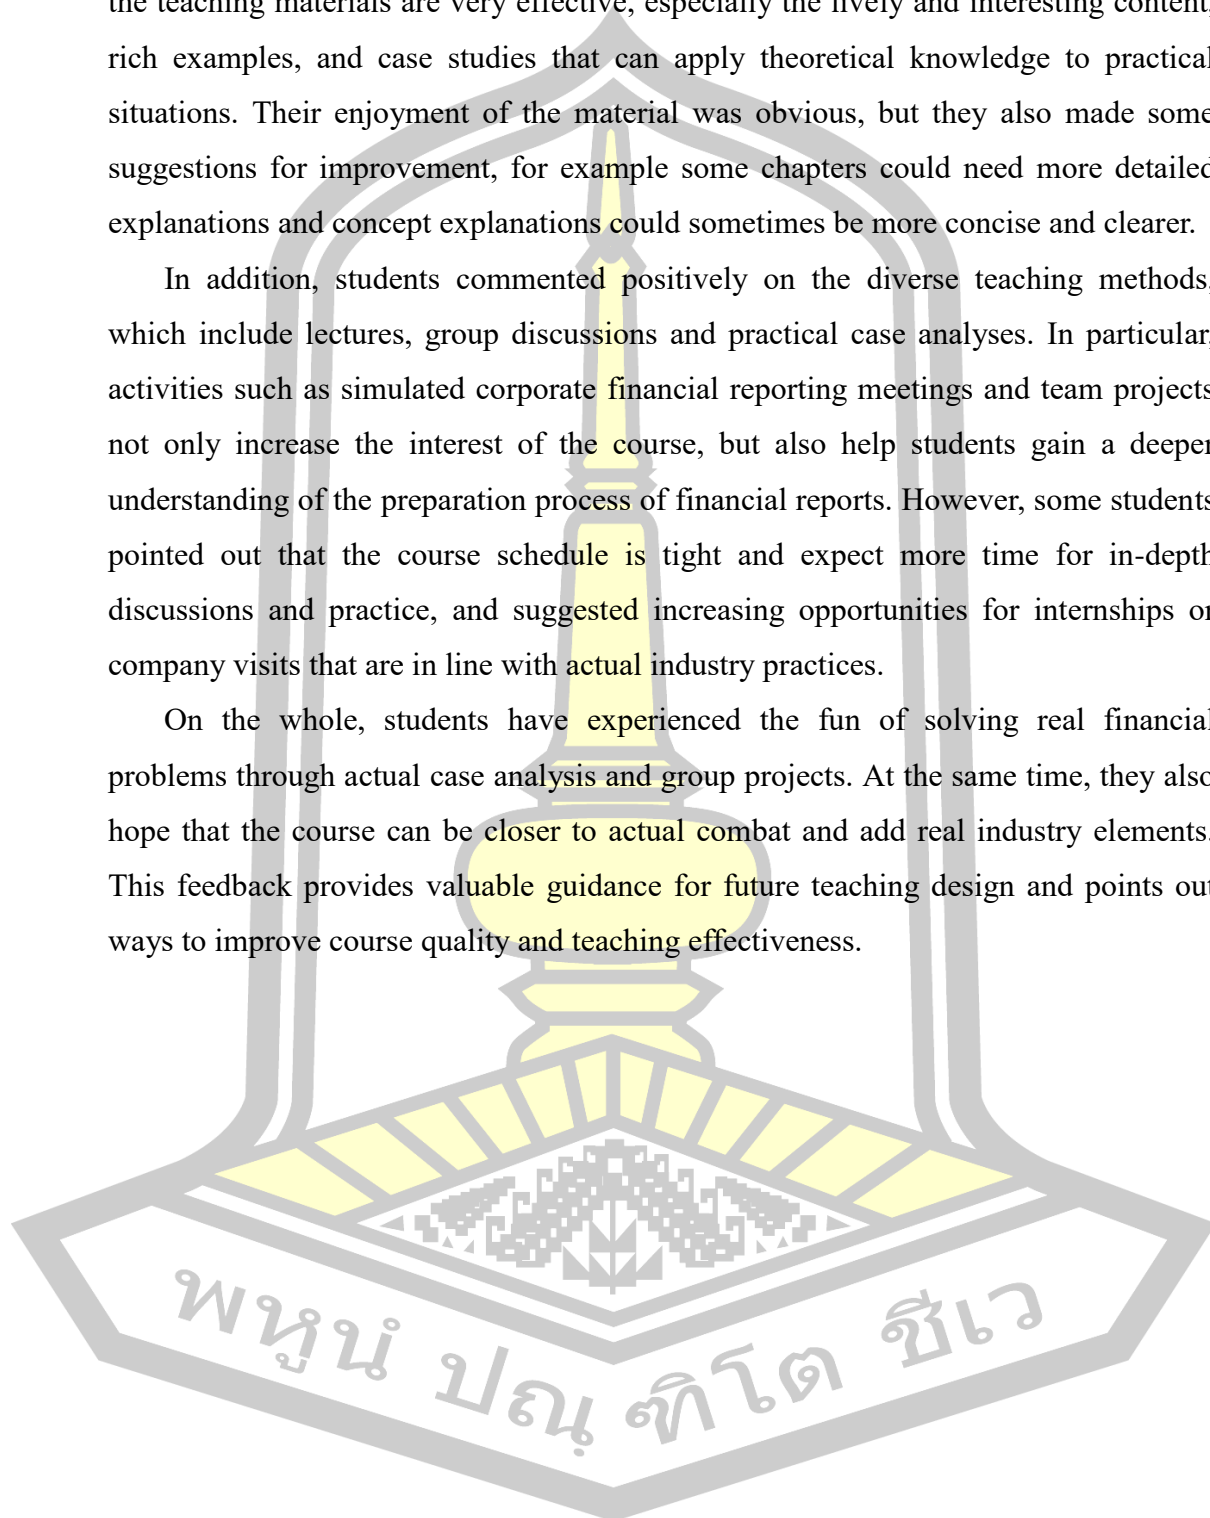 the teaching materials are very effective, especially the lively and interesting content,
rich examples, and case studies that can apply theoretical knowledge to practical
situations. Their enjoyment of the material was obvious, but they also made some
suggestions for improvement, for example some chapters could need more detailed
explanations and concept explanations could sometimes be more concise and clearer.
In addition, students commented positively on the diverse teaching methods,
which include lectures, group discussions and practical case analyses. In particular,
activities such as simulated corporate financial reporting meetings and team projects
not only increase the interest of the course, but also help students gain a deeper
understanding of the preparation process of financial reports. However, some students
pointed out that the course schedule is tight and expect more time for in-depth
discussions and practice, and suggested increasing opportunities for internships or
company visits that are in line with actual industry practices.
On the whole, students have experienced the fun of solving real financial
problems through actual case analysis and group projects. At the same time, they also
hope that the course can be closer to actual combat and add real industry elements.
This feedback provides valuable guidance for future teaching design and points out
ways to improve course quality and teaching effectiveness.
พหูนํ ปณฺฑิโต ชีเว